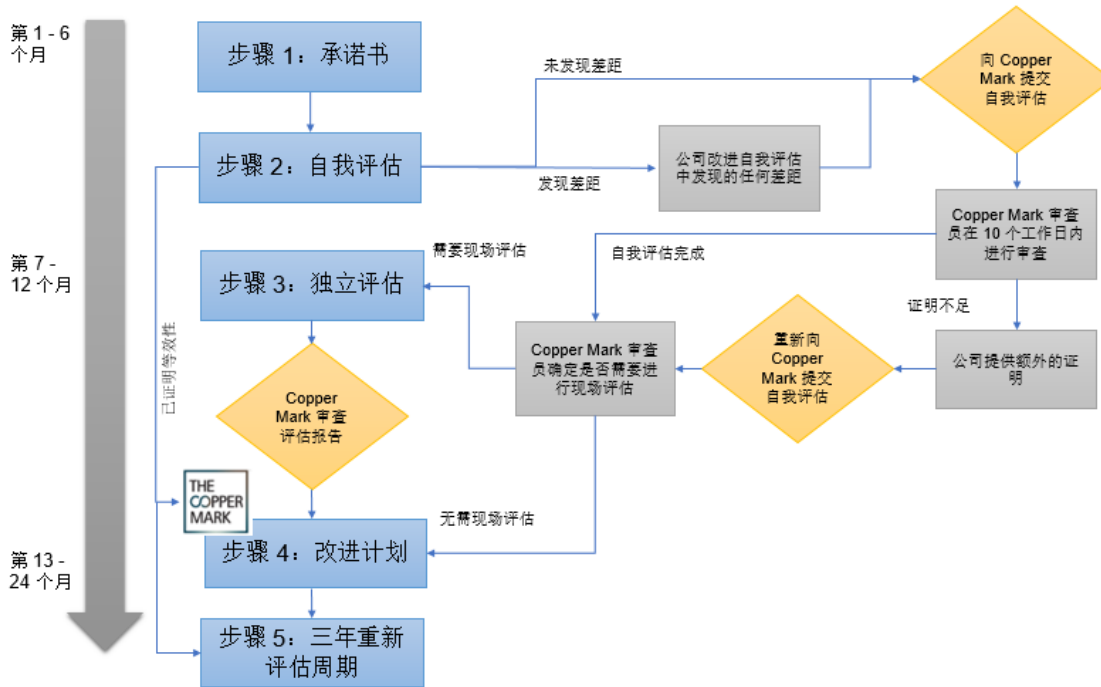 第 1 - 6
个月
步骤 1：承诺书
未发现差距
向 Copper
Mark 提交
自我评估
步骤 2：自我评估
发现差距
公司改进自我评估
中发现的任何差距
Copper Mark 审查
员在 10 个工作日内
进行审查
第 7 -
12 个月
需要现场评估
自我评估完成
步骤 3：独立评估
证明不足
已证明等效性
Copper Mark 审查
员确定是否需要进
行现场评估
重新向
Copper
Mark 提交
自我评估
公司提供额外的证
明
Copper
Mark 审查
评估报告
THE
COPPER
MARK
无需现场评估
第 13 -
24 个月
步骤 4：改进计划
步骤 5：三年重新
评估周期